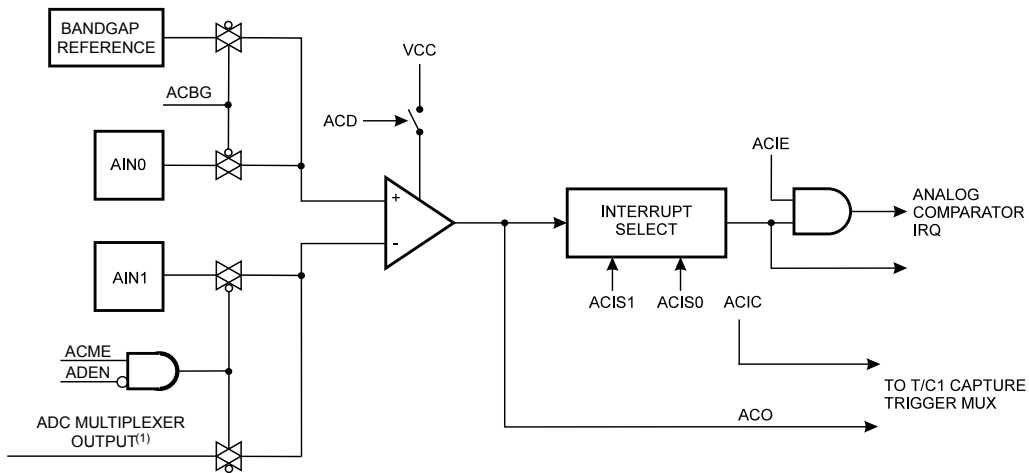 BANDGAP
REFERENCE
VCC
ACBG
ACD
AIN0
ACIE
+
-
INTERRUPT
SELECT
ANALOG
COMPARATOR
IRQ
AIN1
ACIS1
ACIS0
ACIC
ACME
ADEN
TO T/C1 CAPTURE
TRIGGER MUX
ADC MULTIPLEXER
OUTPUT(1)
ACO